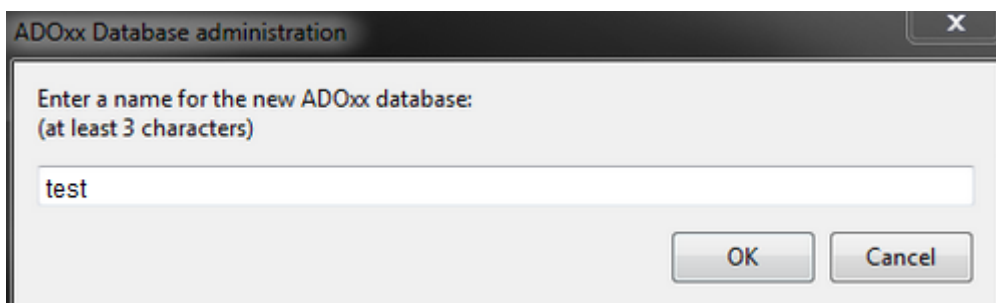 ADOxx Database administration
X
Enter a name for the new ADOxx database:
(at least 3 characters)
test
OK Cancel